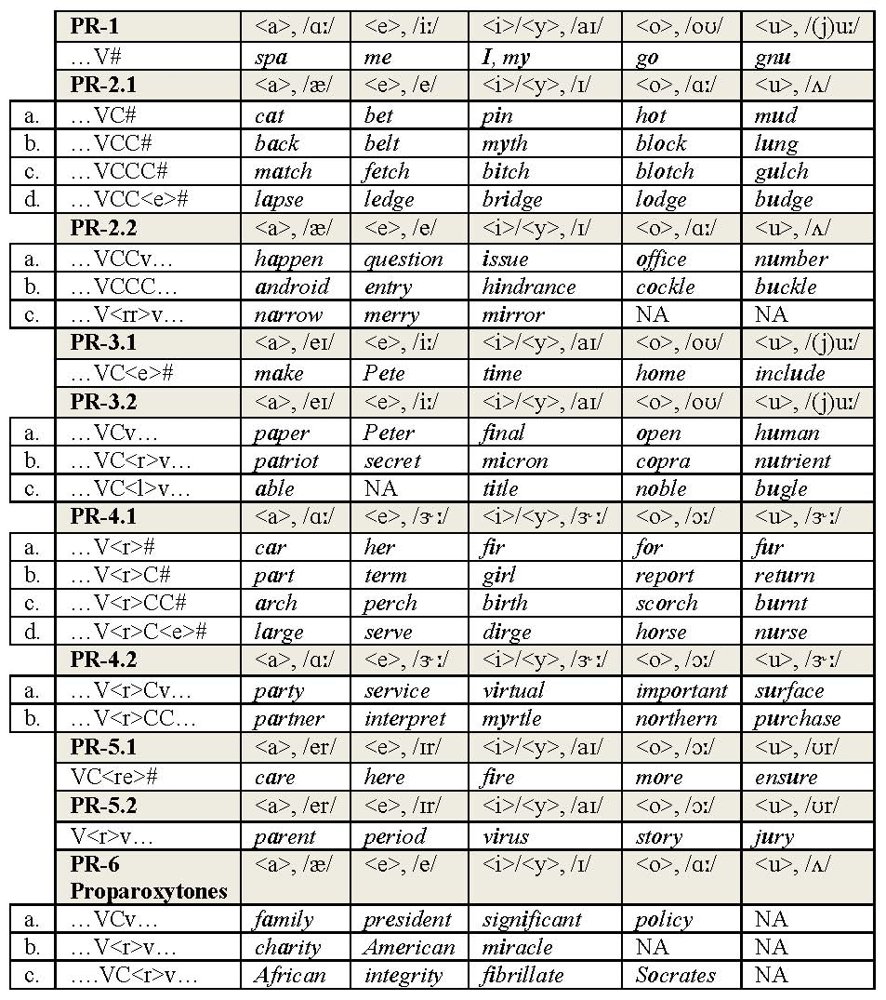 PR-1 <a>, /ɑː/ <e>, /iː/ <i>/<y>, /aɪ/ <o>, /oʊ/ <u>, /(j)uː/
…V# spa me I, my go gnu
PR-2.1 <a>, /æ/ <e>, /e/ <i>/<y>, /ɪ/ <o>, /ɑː/ <u>, /ʌ/
a. …VC# cat bet pin hot mud
b. …VCC# back belt myth block lung
c. …VCCC# match fetch bitch blotch gulch
d. …VCC<e># lapse ledge bridge lodge budge
PR-2.2 <a>, /æ/ <e>, /e/ <i>/<y>, /ɪ/ <o>, /ɑː/ <u>, /ʌ/
a. …VCCv… happen question issue office number
b. …VCCC… android entry hindrance cockle buckle
c. …V<rr>v… narrow merry mirror NA NA
PR-3.1 <a>, /eɪ/ <e>, /iː/ <i>/<y>, /aɪ/ <o>, /oʊ/ <u>, /(j)uː/
…VC<e># make Pete time home include
PR-3.2 <a>, /eɪ/ <e>, /iː/ <i>/<y>, /aɪ/ <o>, /oʊ/ <u>, /(j)uː/
a. …VCv… paper Peter final open human
b. …VC<r>v… patriot secret micron copra nutrient
c. …VC<l>v… able NA title noble bugle
PR-4.1 <a>, /ɑː/ <e>, /ɝː/ <i>/<y>, /ɝː/ <o>, /ɔː/ <u>, /ɝː/
a. …V<r># car her fir for fur
b. …V<r>C# part term girl report return
c. …V<r>CC# arch perch birth scorch burnt
d. …V<r>C<e># large serve dirge horse nurse
PR-4.2 <a>, /ɑː/ <e>, /ɝː/ <i>/<y>, /ɝː/ <o>, /ɔː/ <u>, /ɝː/
a. …V<r>Cv… party service virtual important surface
b. …V<r>CC… partner interpret myrtle northern purchase
PR-5.1 <a>, /er/ <e>, /ɪr/ <i>/<y>, /aɪ/ <o>, /ɔː/ <u>, /ʊr/
VC<re># care here fire more ensure
PR-5.2 <a>, /er/ <e>, /ɪr/ <i>/<y>, /aɪ/ <o>, /ɔː/ <u>, /ʊr/
V<r>v… parent period virus story jury
PR-6 <a>, /æ/ <e>, /e/ <i>/<y>, /ɪ/ <o>, /ɑː/ <u>, /ʌ/
Proparoxytones
a. …VCv… family president significant policy NA
b. …V<r>v… charity American miracle NA NA
c. ….VC<r>v… African integrity fibrillate Socrates NA